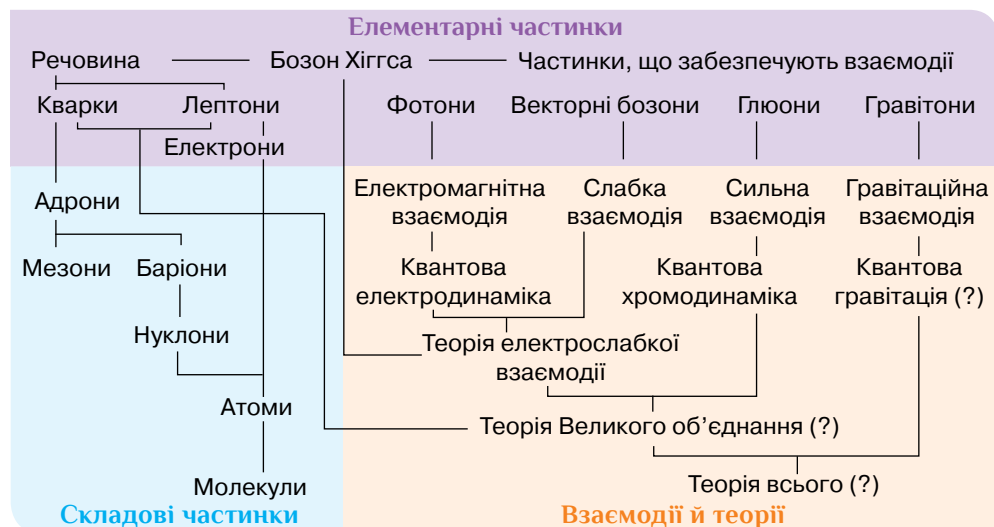 Елементарні частинки
Речовина Бозон Хіггса Частинки, що забезпечують взаємодії
Кварки Лептони Фотони Векторні бозони Глюони Гравітони
Електрони
Адрони
Мезони Баріони
Нуклони
Атоми
Молекули
Складові частинки
Електромагнітна
взаємодія
Слабка
взаємодія
Сильна
взаємодія
Гравітаційна
взаємодія
Квантова
електродинаміка
Квантова
хромодинаміка
Квантова
гравітація (?)
Теорія електрослабкої
взаємодії
Теорія Великого об’єднання (?)
Теорія всього (?)
Взаємодії й теорії